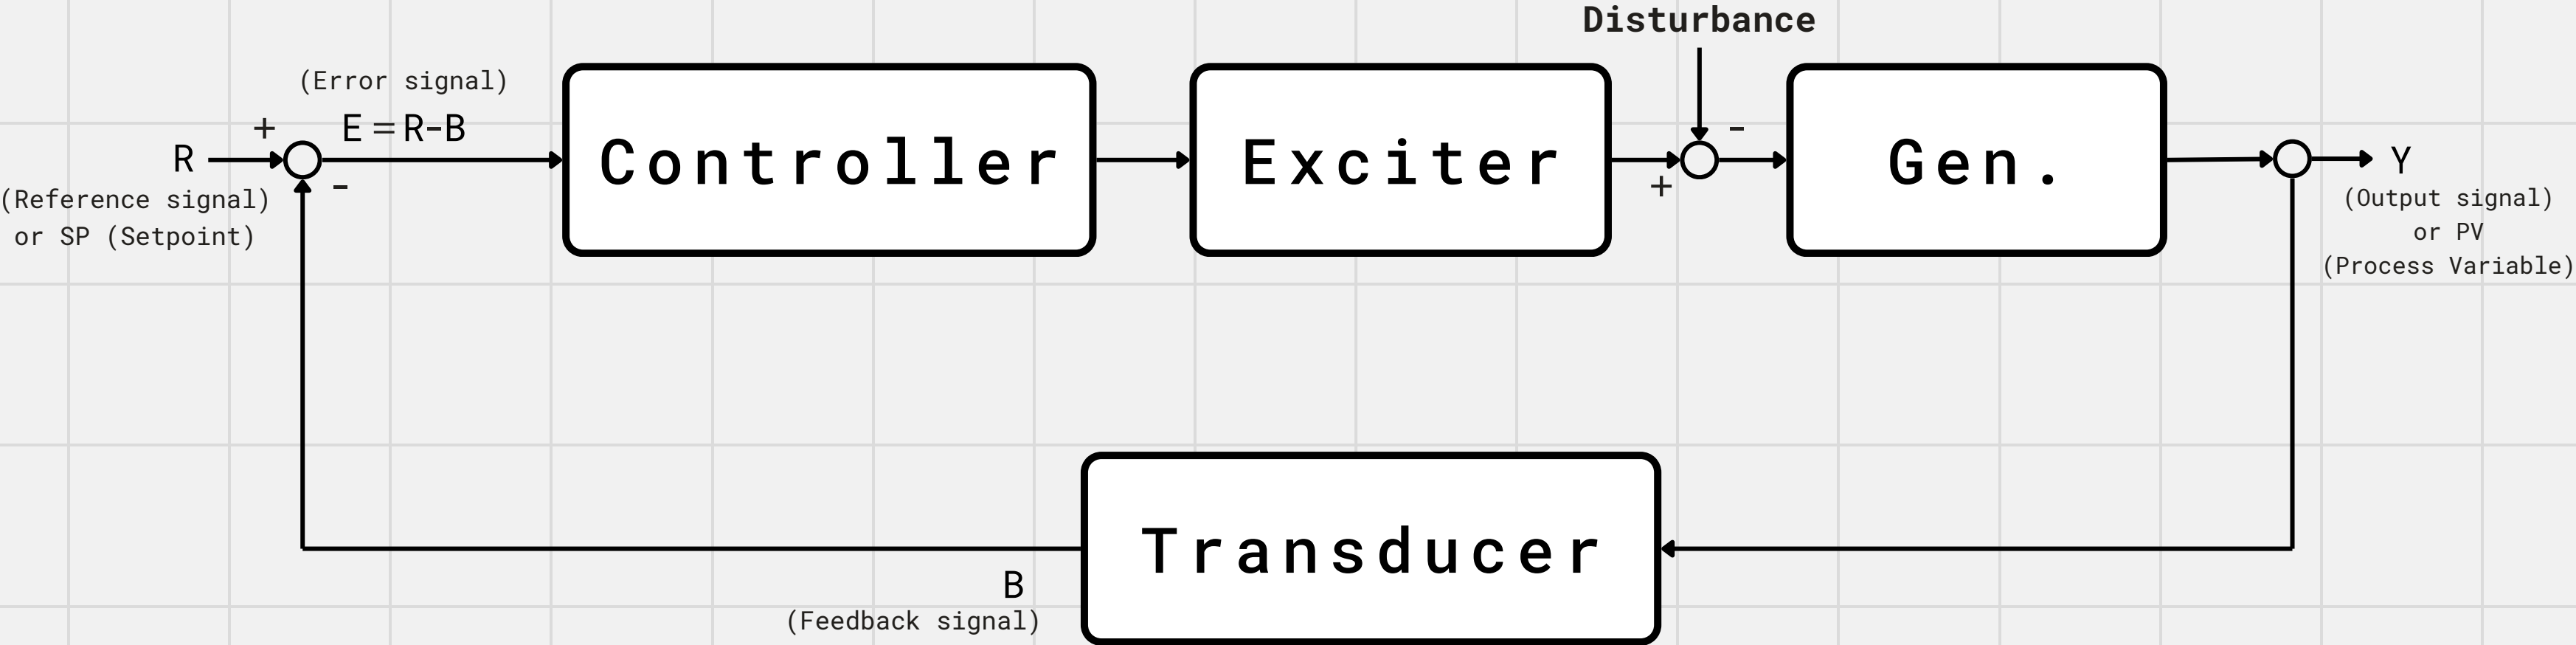 Disturbance
(Error signal)
+
E=R-B
-
R
Controller
Exciter
Gen.
Y
-
+
(Reference signal)
or SP (Setpoint)
(Output signal)
or PV
(Process Variable)
Transducer
B
(Feedback signal)